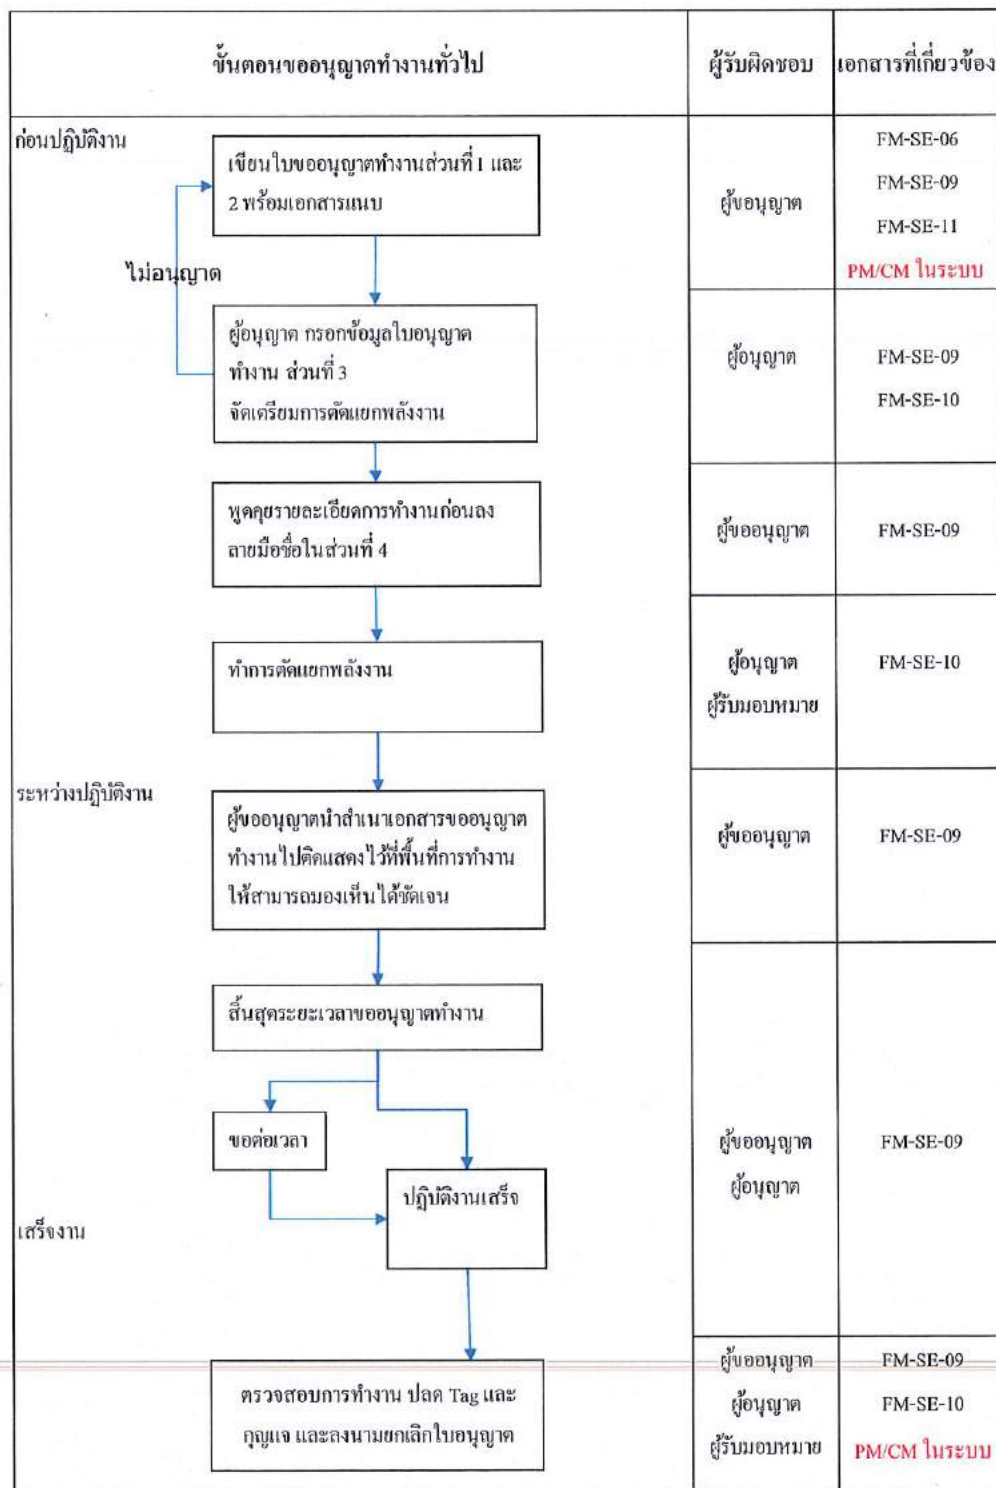 ขั้นตอนขออนุญาตทำงานทั่วไป
ผู้รับผิดชอบ
เอกสารที่เกี่ยวข้อง
ก่อนปฏิบัติงาน
เขียนใบขออนุญาตทำงานส่วนที่ 1 และ
2 พร้อมเอกสารแนบ
ผู้ขอนุญาต
FM-SE-06
FM-SE-09
FM-SE-11
PM/CM ในระบบ
ไม่อนุญาต
ผู้อนุญาต กรอกข้อมูลใบอนุญาต
ทำงาน ส่วนที่ 3
จัดเตรียมการตัดแยกพลังงาน
ผู้อนุญาต
FM-SE-09
FM-SE-10
พูดคุยรายละเอียดการทำงานก่อนลง
ลายมือชื่อในส่วนที่ 4
ผู้ขออนุญาต
FM-SE-09
ทำการตัดแยกพลังงาน
ผู้อนุญาต
ผู้รับมอบหมาย
FM-SE-10
ระหว่างปฏิบัติงาน
ผู้ขออนุญาตนำสำเนาเอกสารขออนุญาต
ทำงานไปติดแสดงไว้ที่พื้นที่การทำงาน
ให้สามารถมองเห็นได้ชัดเจน
ผู้ขออนุญาต
FM-SE-09
สิ้นสุดระยะเวลาขออนุญาตทำงาน
ขอต่อเวลา
ปฏิบัติงานเสร็จ
ผู้ขออนุญาต
ผู้อนุญาต
FM-SE-09
เสร็จงาน
ตรวจสอบการทำงาน ปลด Tag และ
กุญแจ และลงนามยกเลิกใบอนุญาต
ผู้ขออนุญาต
ผู้อนุญาต
ผู้รับมอบหมาย
FM-SE-09
FM-SE-10
PM/CM ในระบบ